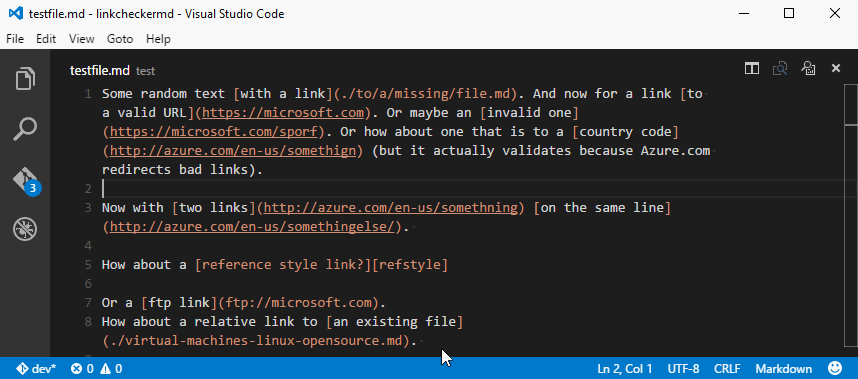 testfile.md - linkcheckermd - Visual Studio Code
File Edit View Goto Help
testfile.md test
1 Some random text [with a link](./to/a/missing/file.md). And now for a link [to
a valid URL](https://microsoft.com). Or maybe an [invalid one]
(https://microsoft.com/sporf). Or how about one that is to a [country code]
(http://azure.com/en-us/somethign) (but it actually validates because Azure.com
redirects bad links).
2
3 Now with [two links](http://azure.com/en-us/somethning) [on the same line]
(http://azure.com/en-us/somethingelse/).
4
5 How about a [reference style link?][refstyle]
6
7 Or a [ftp link](ftp://microsoft.com).
8 How about a relative link to [an existing file]
(./virtual-machines-linux-opensource.md).
3
dev* 0 0 Ln 2, Col 1 UTF-8 CRLF Markdown